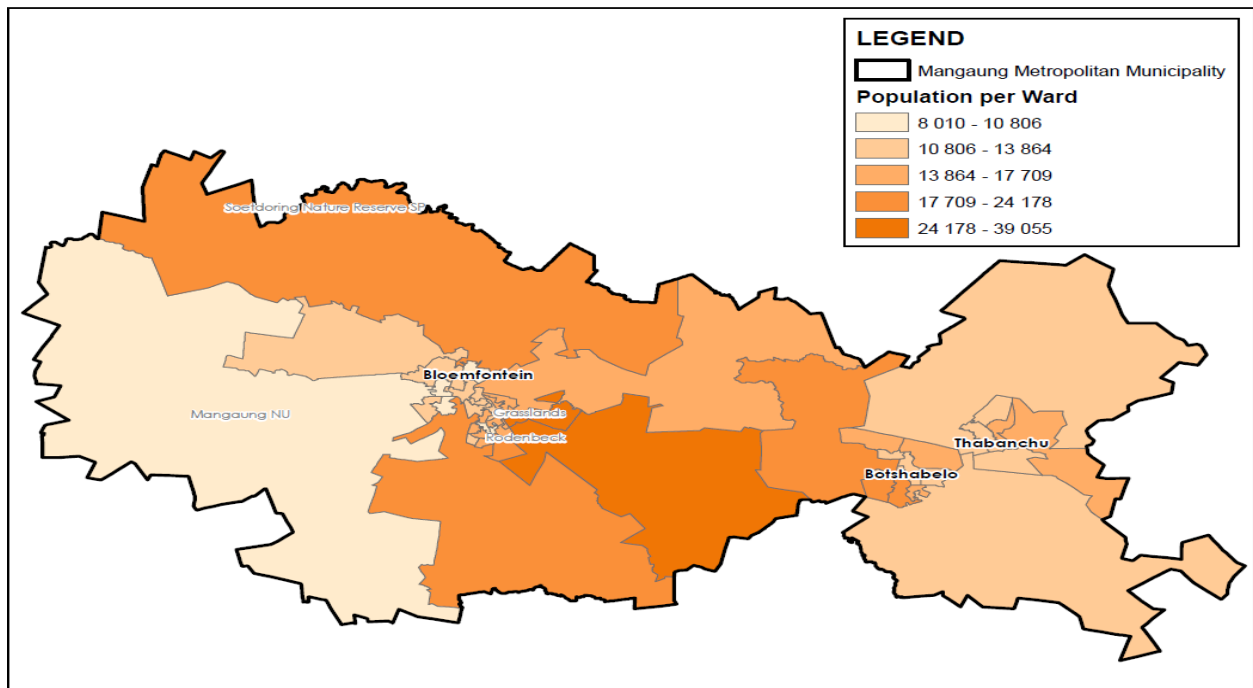 LEGEND
Mangaung Metropolitan Municipality
Population per Ward
8 010 - 10 806
10 806 - 13 864
13 864 - 17 709
17 709 - 24 178
24 178 - 39 055
Soetdoring Nature Reserve SP
Bloemfontein
Mangaung NU
Grasslands
Rodenbeck
Thabanchu
Botshabelo